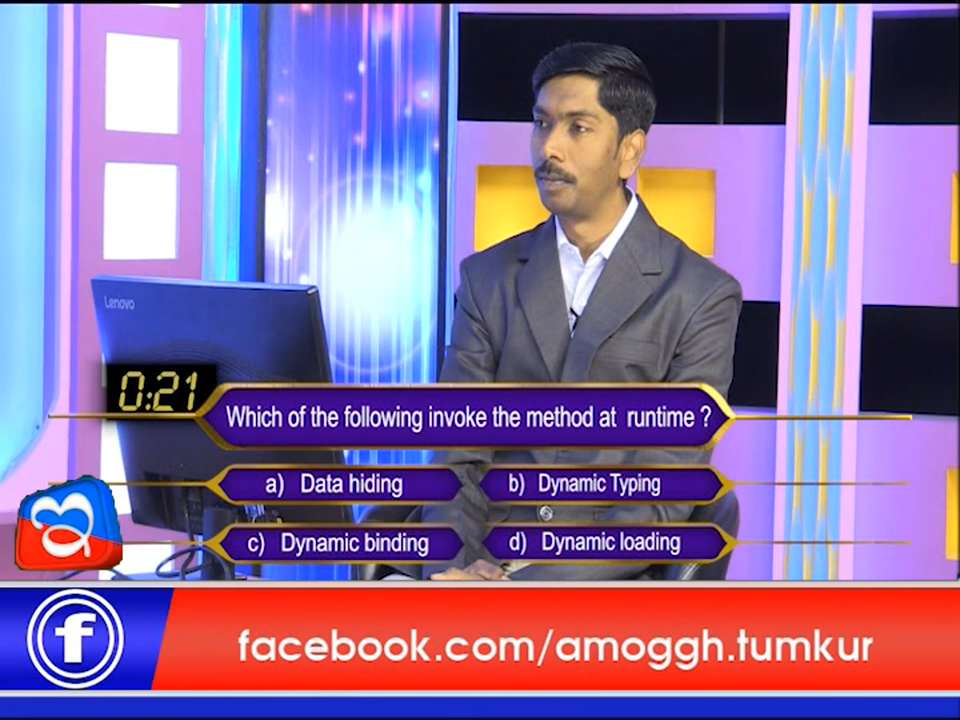 Lenovo
0:21
Which of the following invoke the method at runtime ?
a) Data hiding
b) Dynamic Typing
c) Dynamic binding
d) Dynamic loading
f
facebook.com/amoggh.tumkur